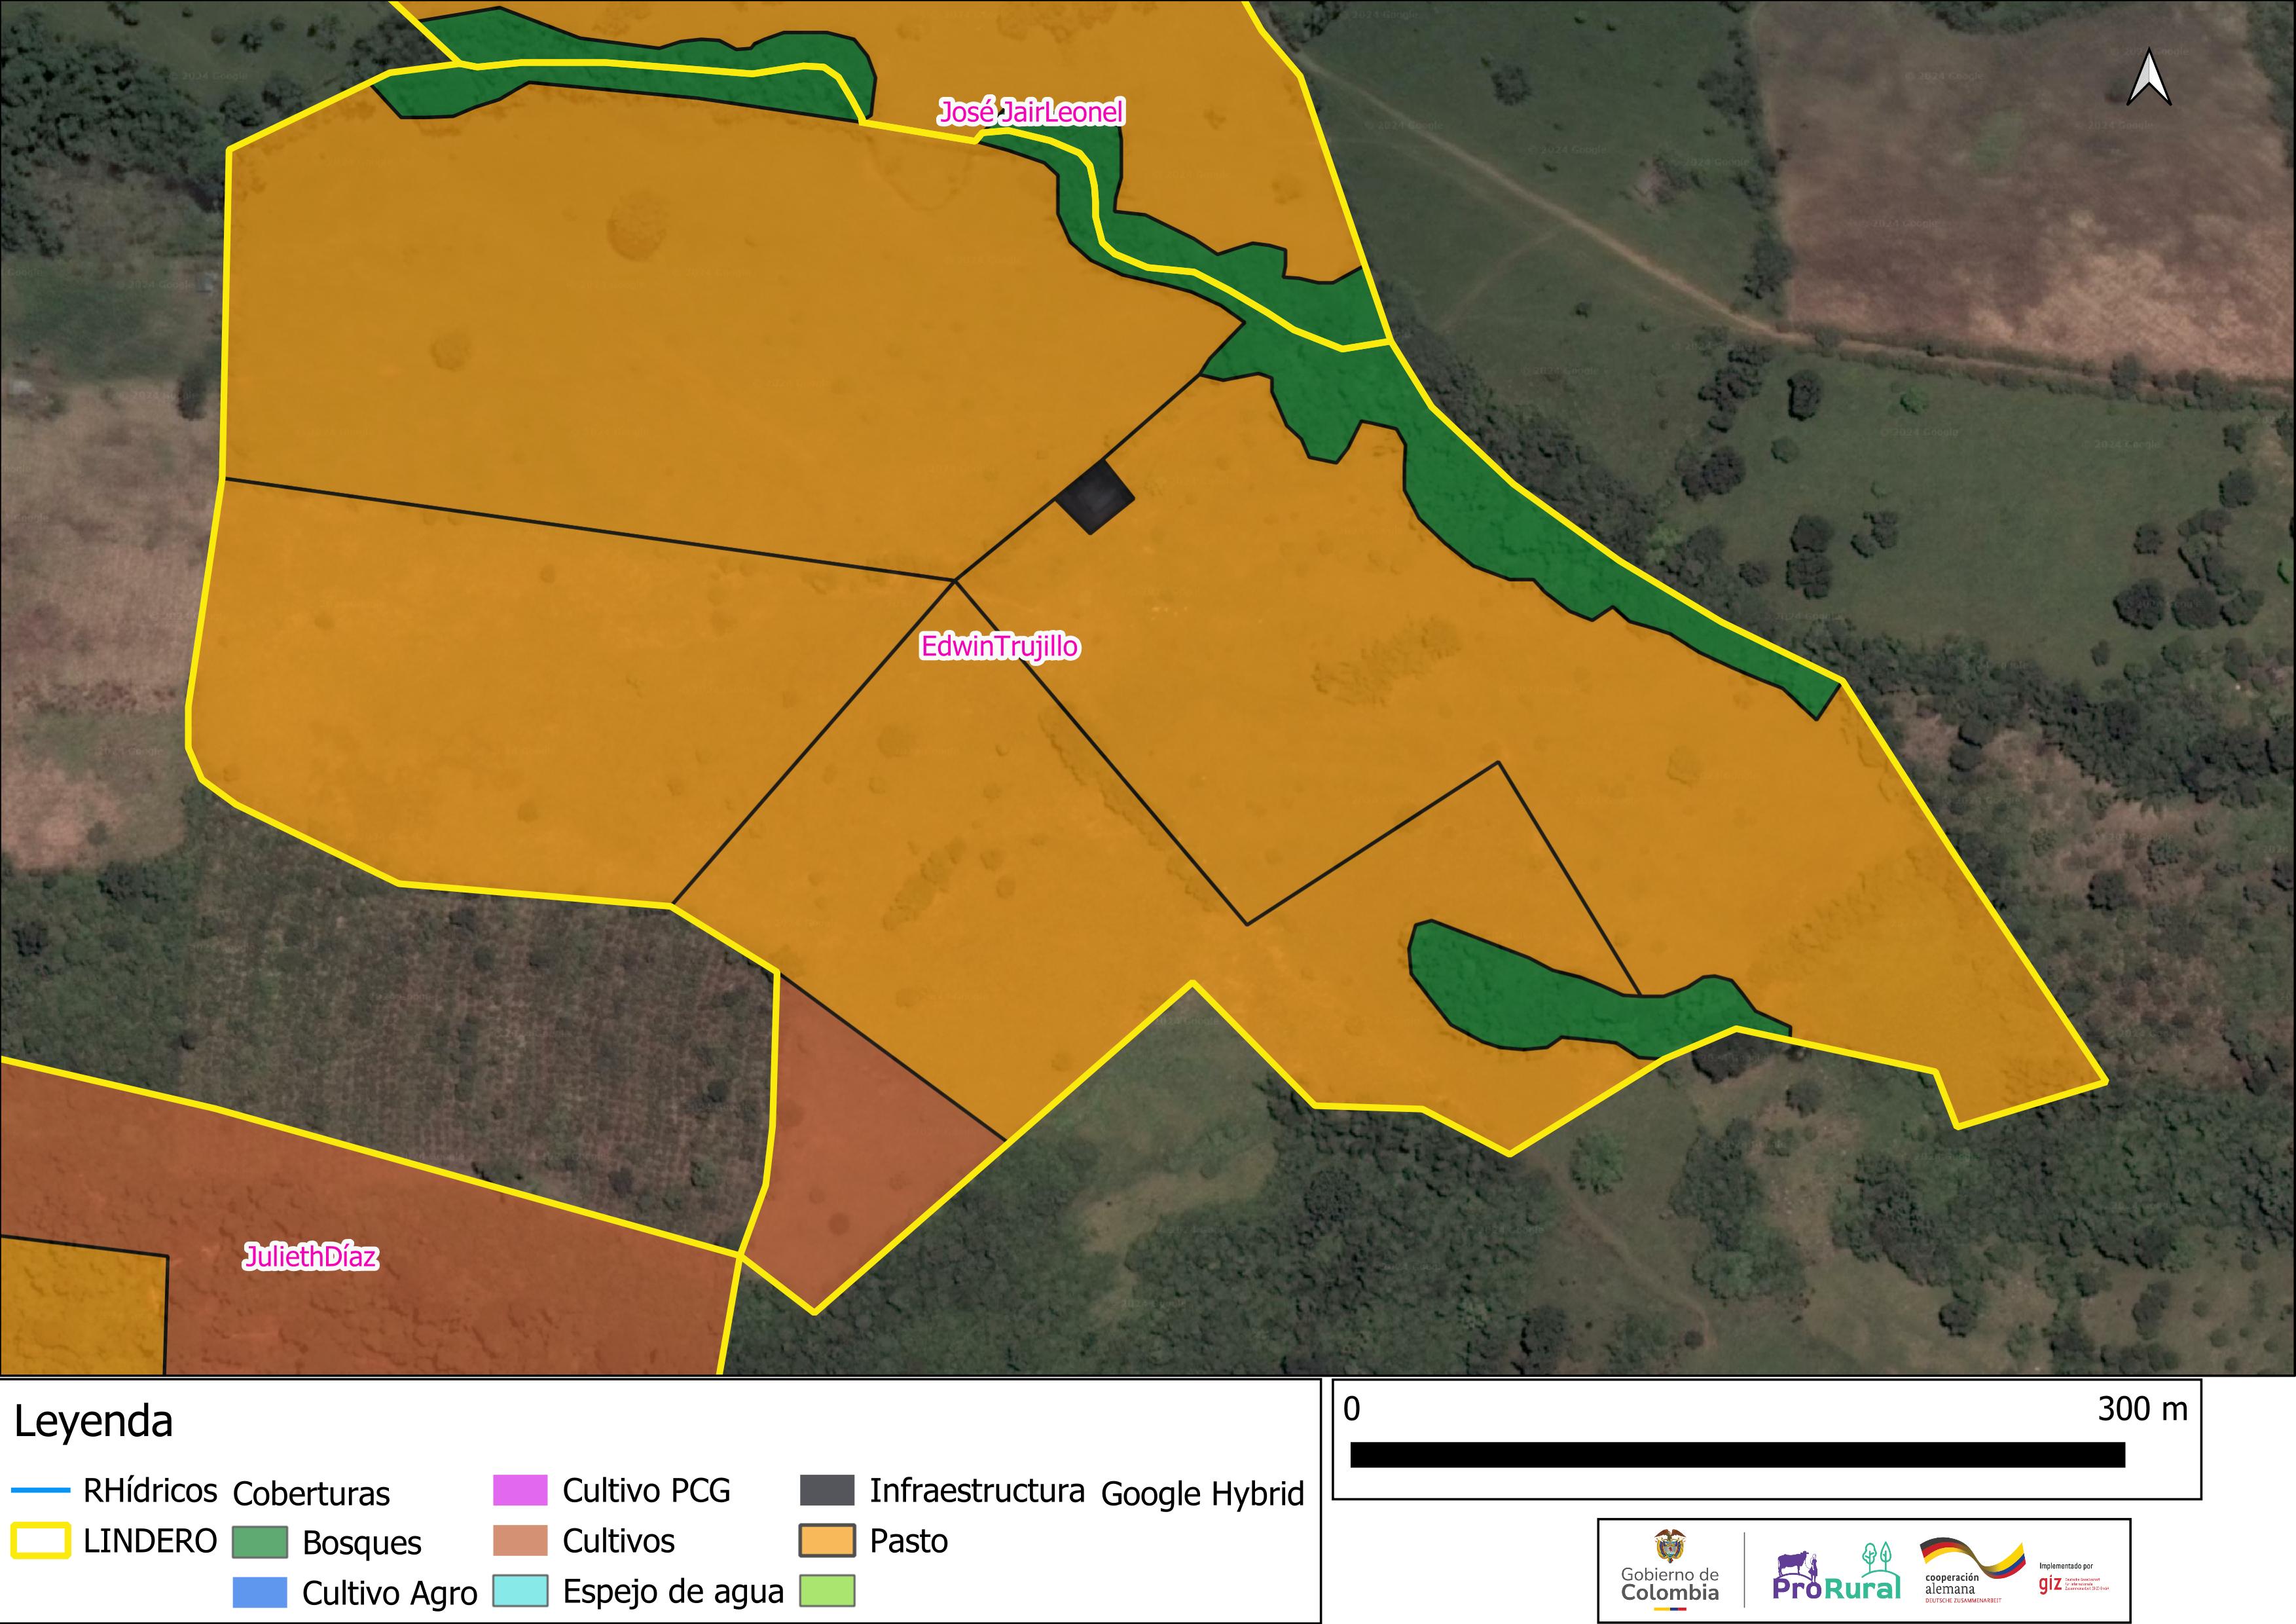 José JairLeonel
EdwinTrujillo
JuliethDíaz
Leyenda
RHídricos
LINDERO
Coberturas
Bosques
Cultivo Agro
Cultivo PCG
Cultivos
Espejo de agua
Infraestructura
Pasto
Google Hybrid
0 300 m
Gobierno de
Colombia
ProRural
cooperación
alemana
DEUTSCHE ZUSAMMENARBEIT
Implementado por
giz